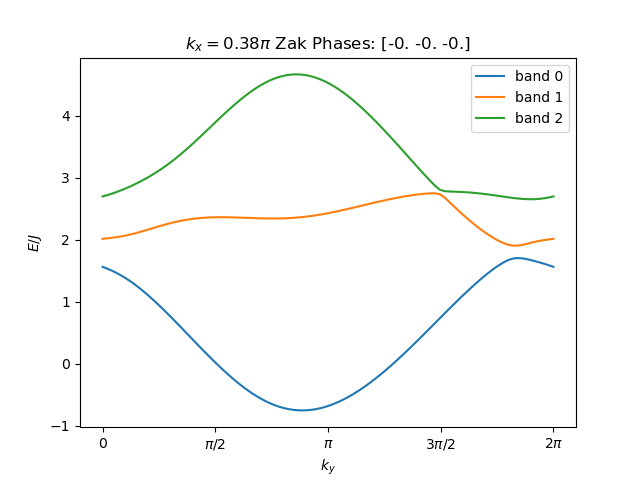 $k_x = 0.38\pi$ Zak Phases: [-0. -0. -0.]
band 0
band 1
band 2
E/J
4
3
2
1
0
−1
0
π/2
π
3π/2
2π
$k_y$